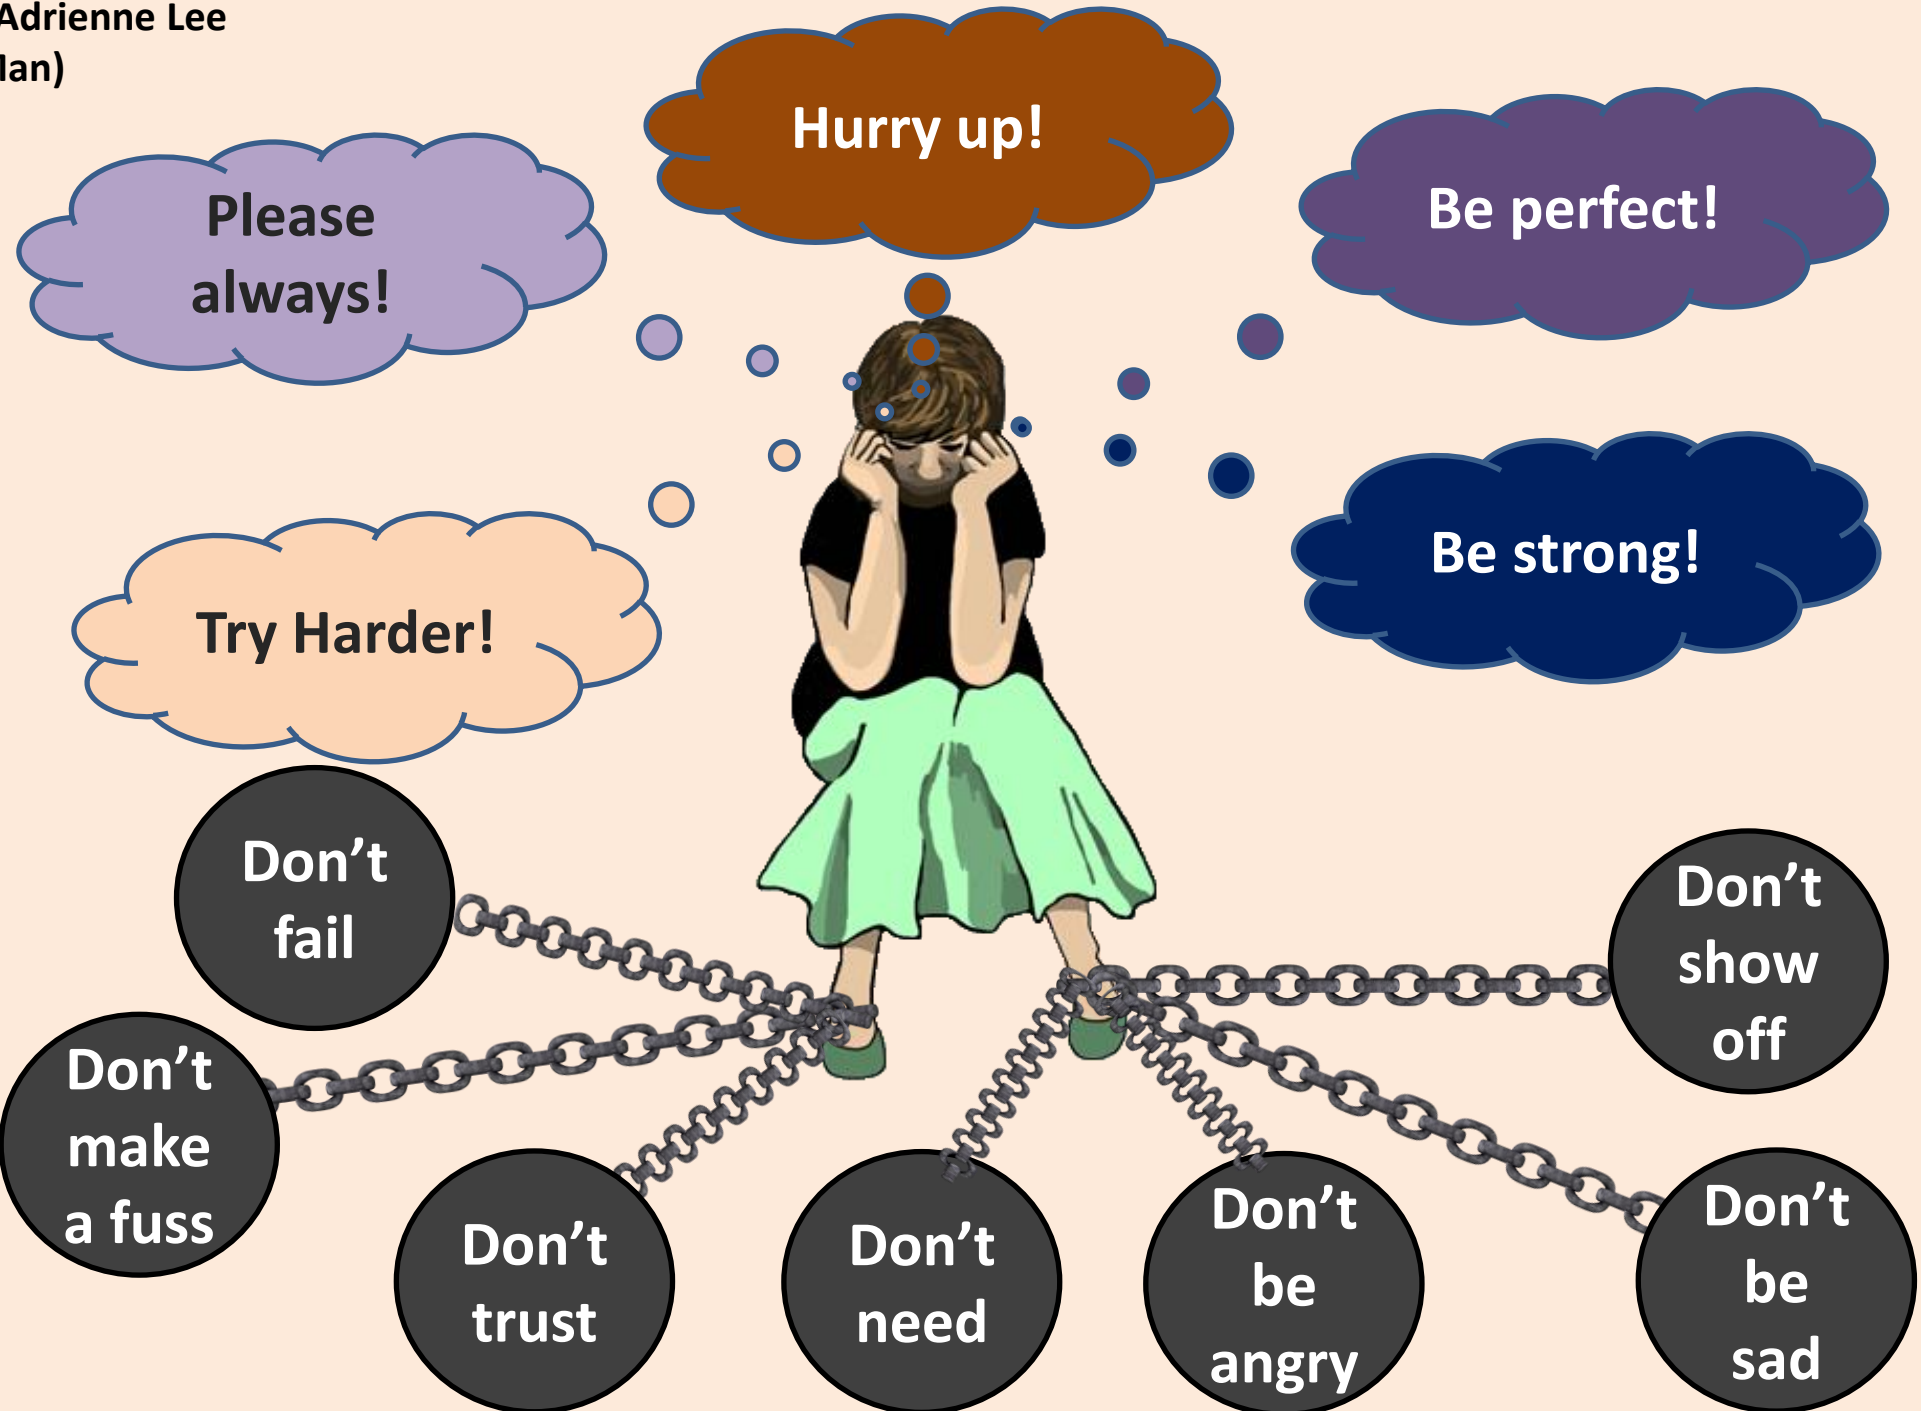 Adrienne Lee
Man)
Hurry up!
Please
always!
Be perfect!
Be strong!
Try Harder!
Don't
fail
Don't
make
a fuss
Don't
trust
Don't
need
Don't
be
angry
Don't
show
off
Don't
be
sad